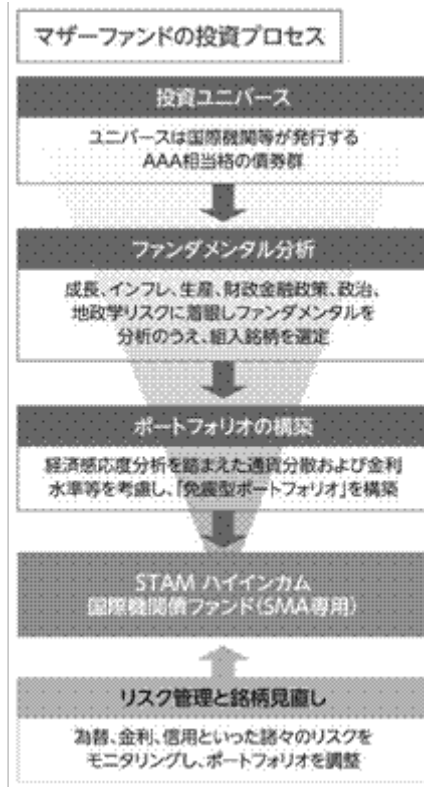 マザーファンドの投資プロセス
投資ユニバース
ユニバースは国際機関等が発行する
AAA相当格の債券群
ファンダメンタル分析
成長、インフレ、生産、財政金融政策、政治、
地政学リスクに着眼しファンダメンタルを
分析のうえ、組入銘柄を選定
ポートフォリオの構築
経済感応度分析を踏まえた通貨分散および金利
水準等を考慮し、「免震型ポートフォリオ」を構築
STAM ハイインカム
国際機関債ファンド(SMA専用)
リスク管理と銘柄見直し
為替、金利、信用といった諸々のリスクを
モニタリングし、ポートフォリオを調整